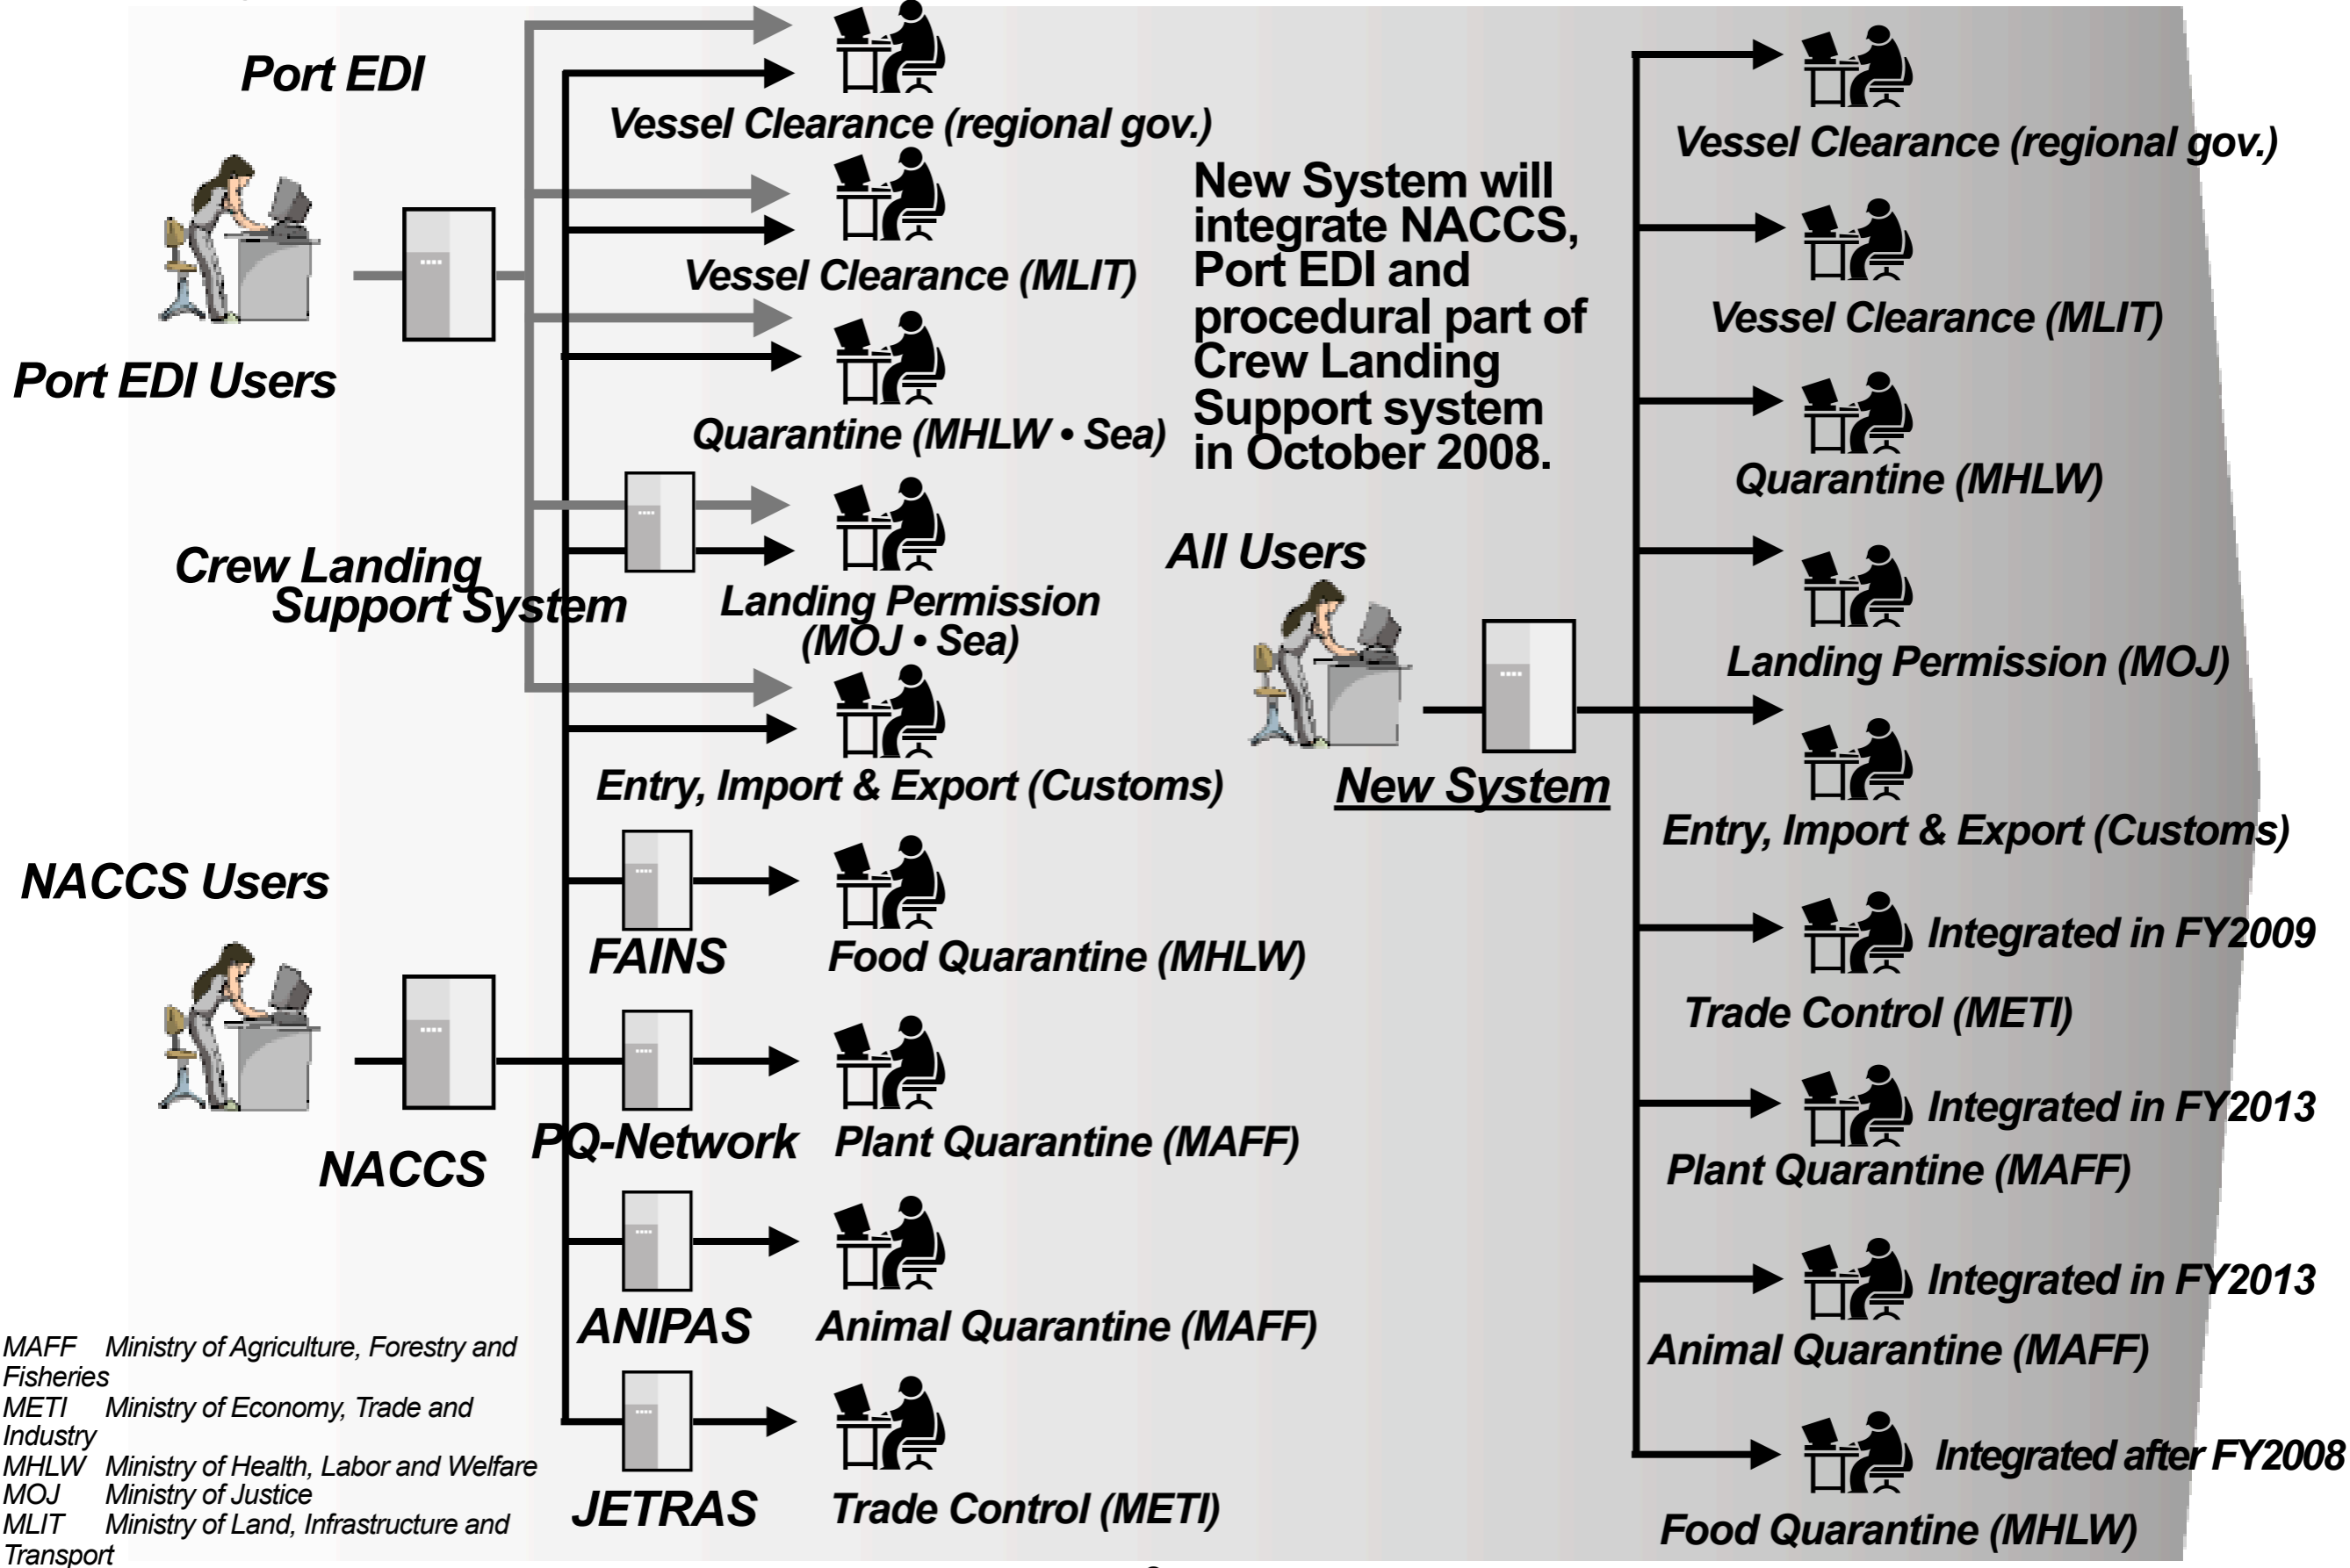 Port EDI
Vessel Clearance (regional gov.)
Vessel Clearance (MLIT)
Port EDI Users
Quarantine (MHLW • Sea)
Crew Landing
Support System
Landing Permission
(MOJ • Sea)
Entry, Import & Export (Customs)
NACCS Users
FAINS
Food Quarantine (MHLW)
NACCS
PQ-Network
Plant Quarantine (MAFF)
ANIPAS
Animal Quarantine (MAFF)
JETRAS
Trade Control (METI)
MAFF Ministry of Agriculture, Forestry and
Fisheries
METI Ministry of Economy, Trade and
Industry
MHLW Ministry of Health, Labor and Welfare
MOJ Ministry of Justice
MLIT Ministry of Land, Infrastructure and
Transport
New System will
integrate NACCS,
Port EDI and
procedural part of
Crew Landing
Support system
in October 2008.
All Users
New System
Vessel Clearance (regional gov.)
Vessel Clearance (MLIT)
Quarantine (MHLW)
Landing Permission (MOJ)
Entry, Import & Export (Customs)
Integrated in FY2009
Trade Control (METI)
Integrated in FY2013
Plant Quarantine (MAFF)
Integrated in FY2013
Animal Quarantine (MAFF)
Integrated after FY2008
Food Quarantine (MHLW)